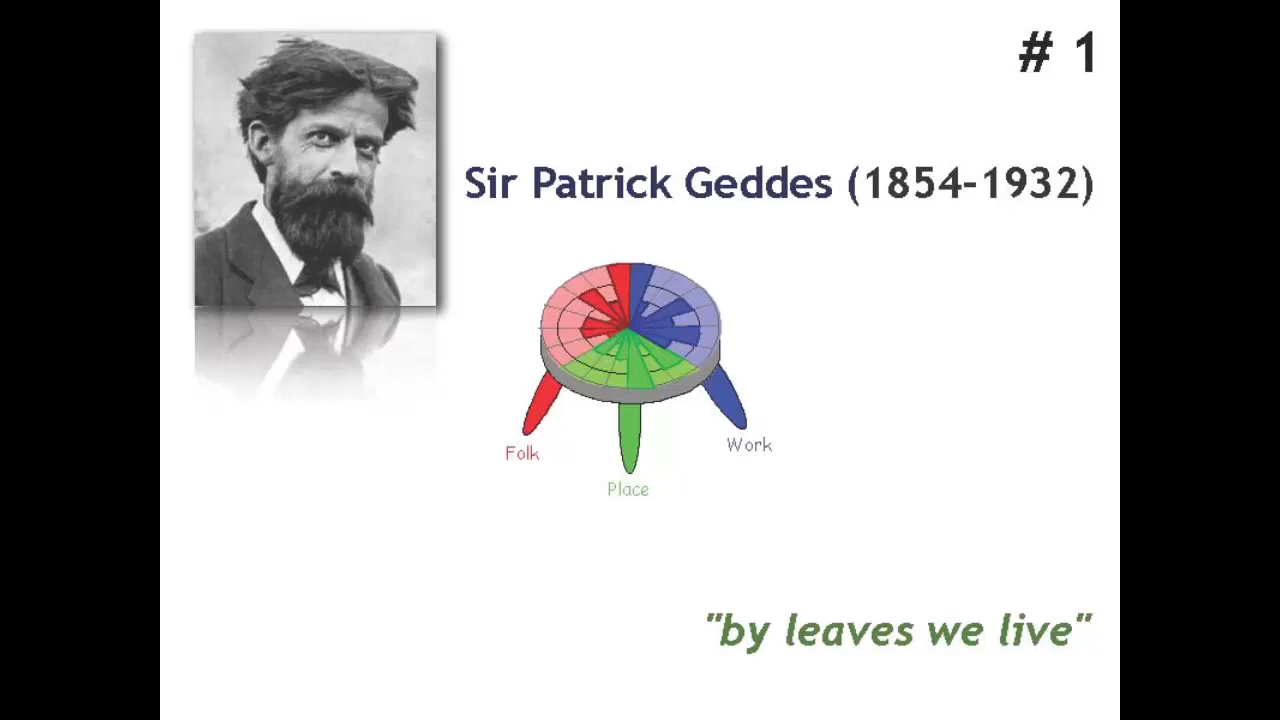 # 1
Sir Patrick Geddes (1854-1932)
Folk
Work
Place
"by leaves we live"